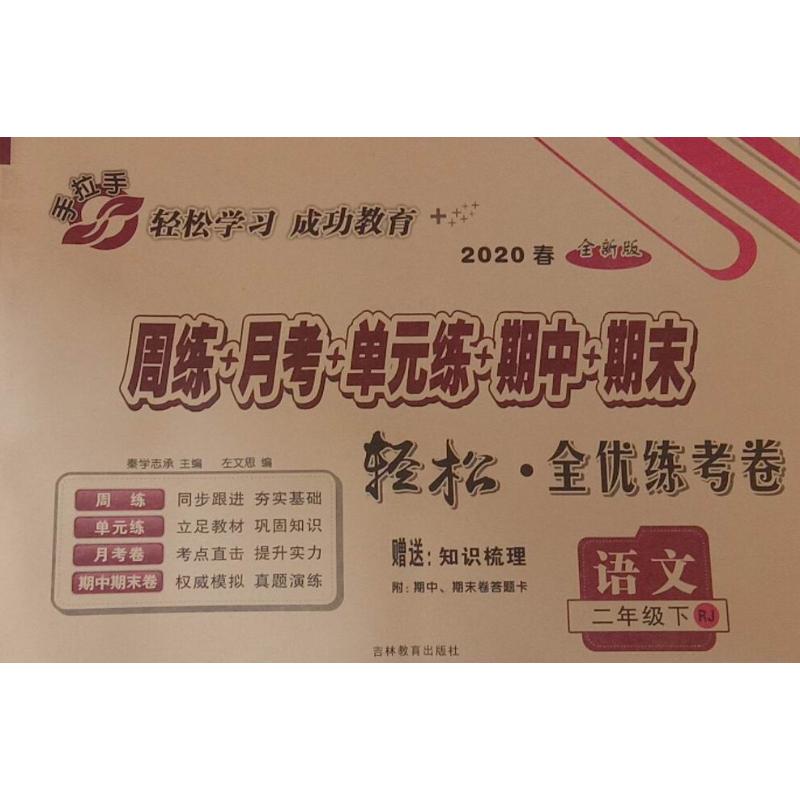 手拉手
轻松学习 成功教育
2020 春 全新版
周练+月考+单元练+期中+期末
秦学志承 主编 左文思 编
轻松·全优练考卷
周 练 同步跟进 夯实基础
单元练 立足教材 巩固知识
月考卷 考点直击 提升实力
期中期末卷 权威模拟 真题演练
赠送:知识梳理
附:期中、期末卷答题卡
语文
二年级下 RJ
吉林教育出版社